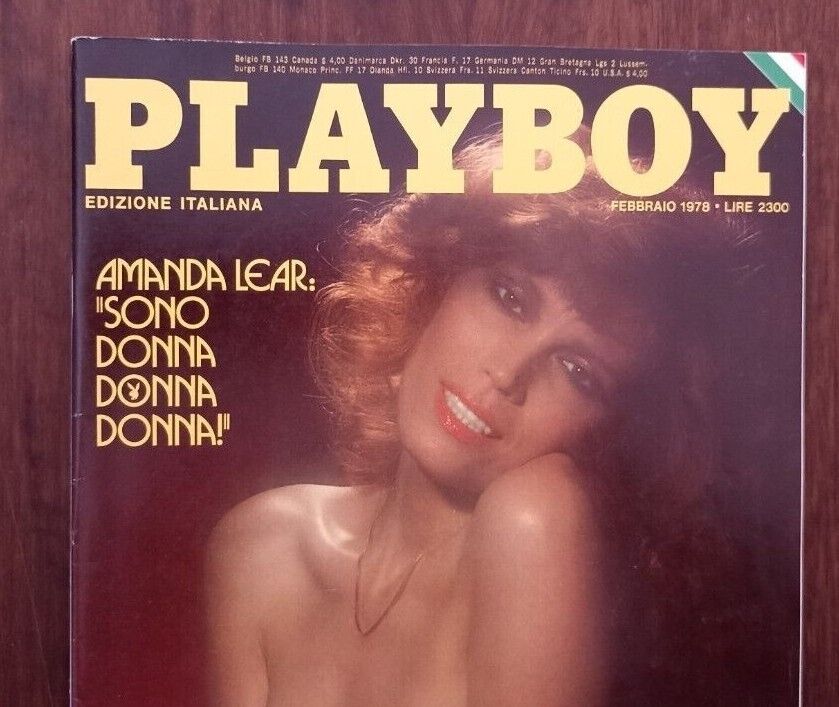 Belgio FB 143 Canada $ 4,00 Danimarca Dkr. 30 Francia F. 17 Germania DM 12 Gran Bretagna Lgs 2 Lussem-
burgo FB 140 Monaco Princ. FF 17 Olanda Hfl. 10 Svizzera Frs. 11 Svizzera Canton Ticino Frs. 10 U.S.A. $ 4,00
PLAYBOY
EDIZIONE ITALIANA
FEBBRAIO 1978 • LIRE 2300
AMANDA LEAR:
"SONO
DONNA
DONNA
DONNA!"